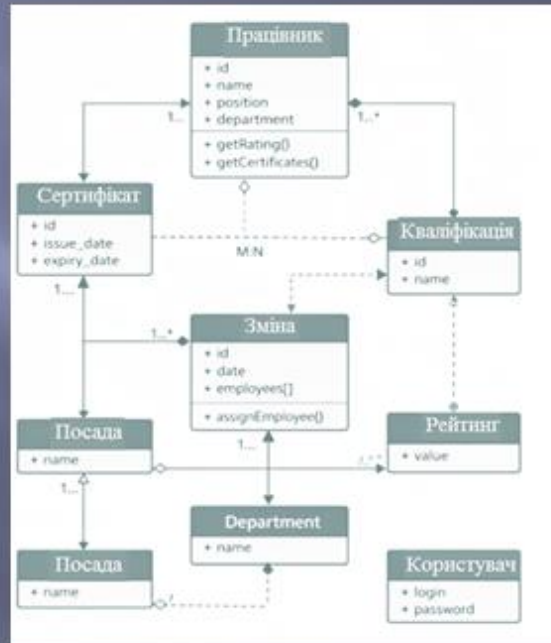 Працівник
+ id
+ name
+ position
+ department
+ getRating()
+ getCertificates()
1...
1..*
Сертифікат
+ id
+ issue_date
+ expiry_date
M:N
Кваліфікація
+ id
+ name
1....
1..*
Зміна
+ id
+ date
+ employees[]
+ assignEmployee()
1...
Посада
+ name
Рейтинг
+ value
1...
Department
+ name
Посада
+ name
Користувач
+ login
+ password